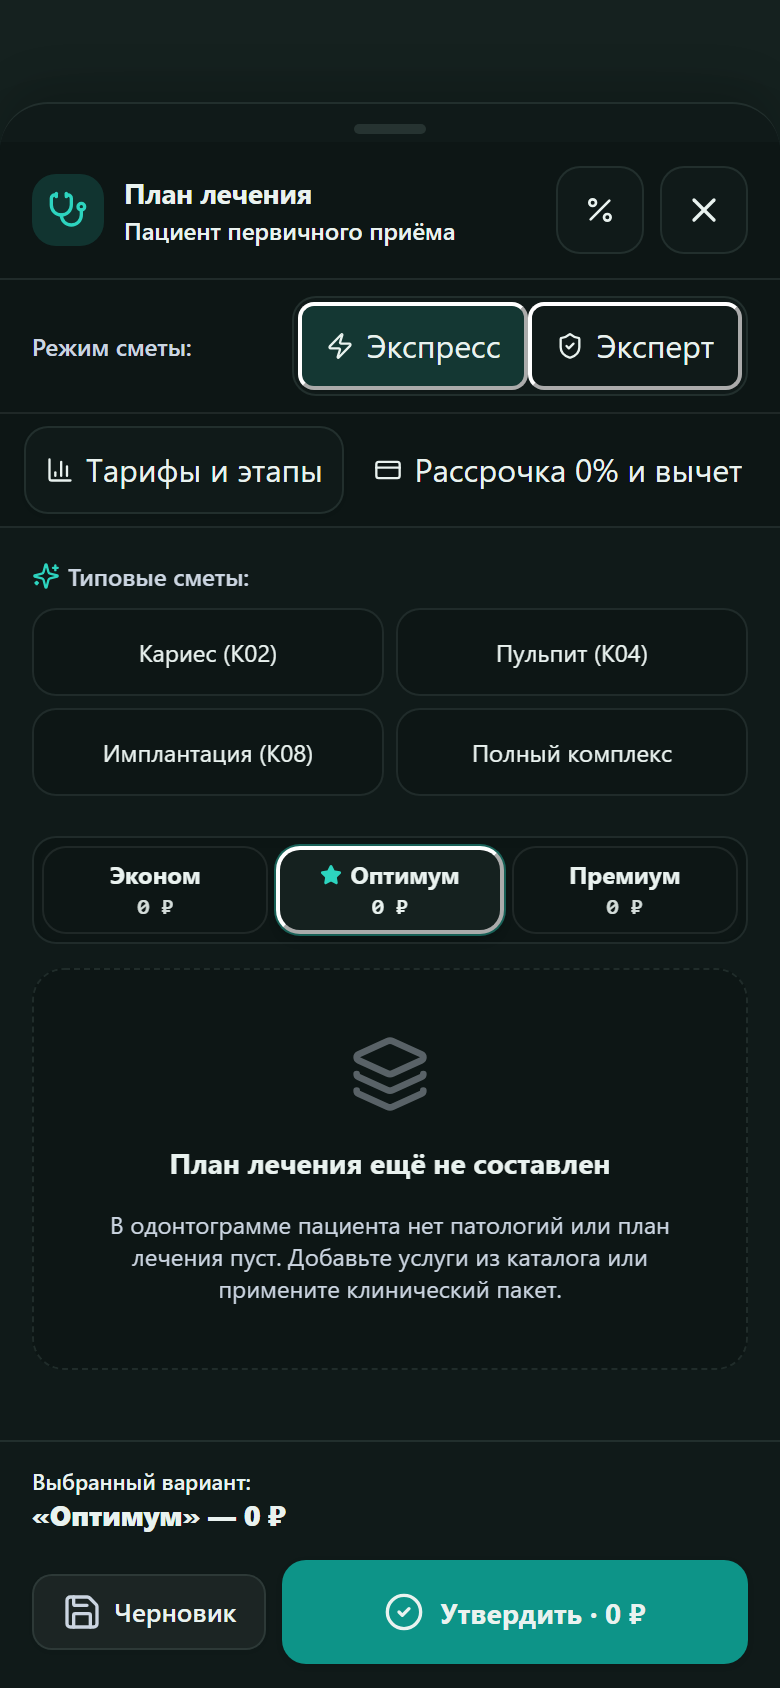 План лечения
Пациент первичного приёма
%
Режим сметы:
Экспресс
Эксперт
Тарифы и этапы
Рассрочка 0% и вычет
Типовые сметы:
Кариес (К02)
Пульпит (К04)
Имплантация (К08)
Полный комплекс
Эконом
0 ₽
Оптимум
0 ₽
Премиум
0 ₽
План лечения ещё не составлен
В одонтограмме пациента нет патологий или план
лечения пуст. Добавьте услуги из каталога или
примените клинический пакет.
Выбранный вариант:
«Оптимум» — 0 ₽
Черновик
Утвердить · 0 ₽